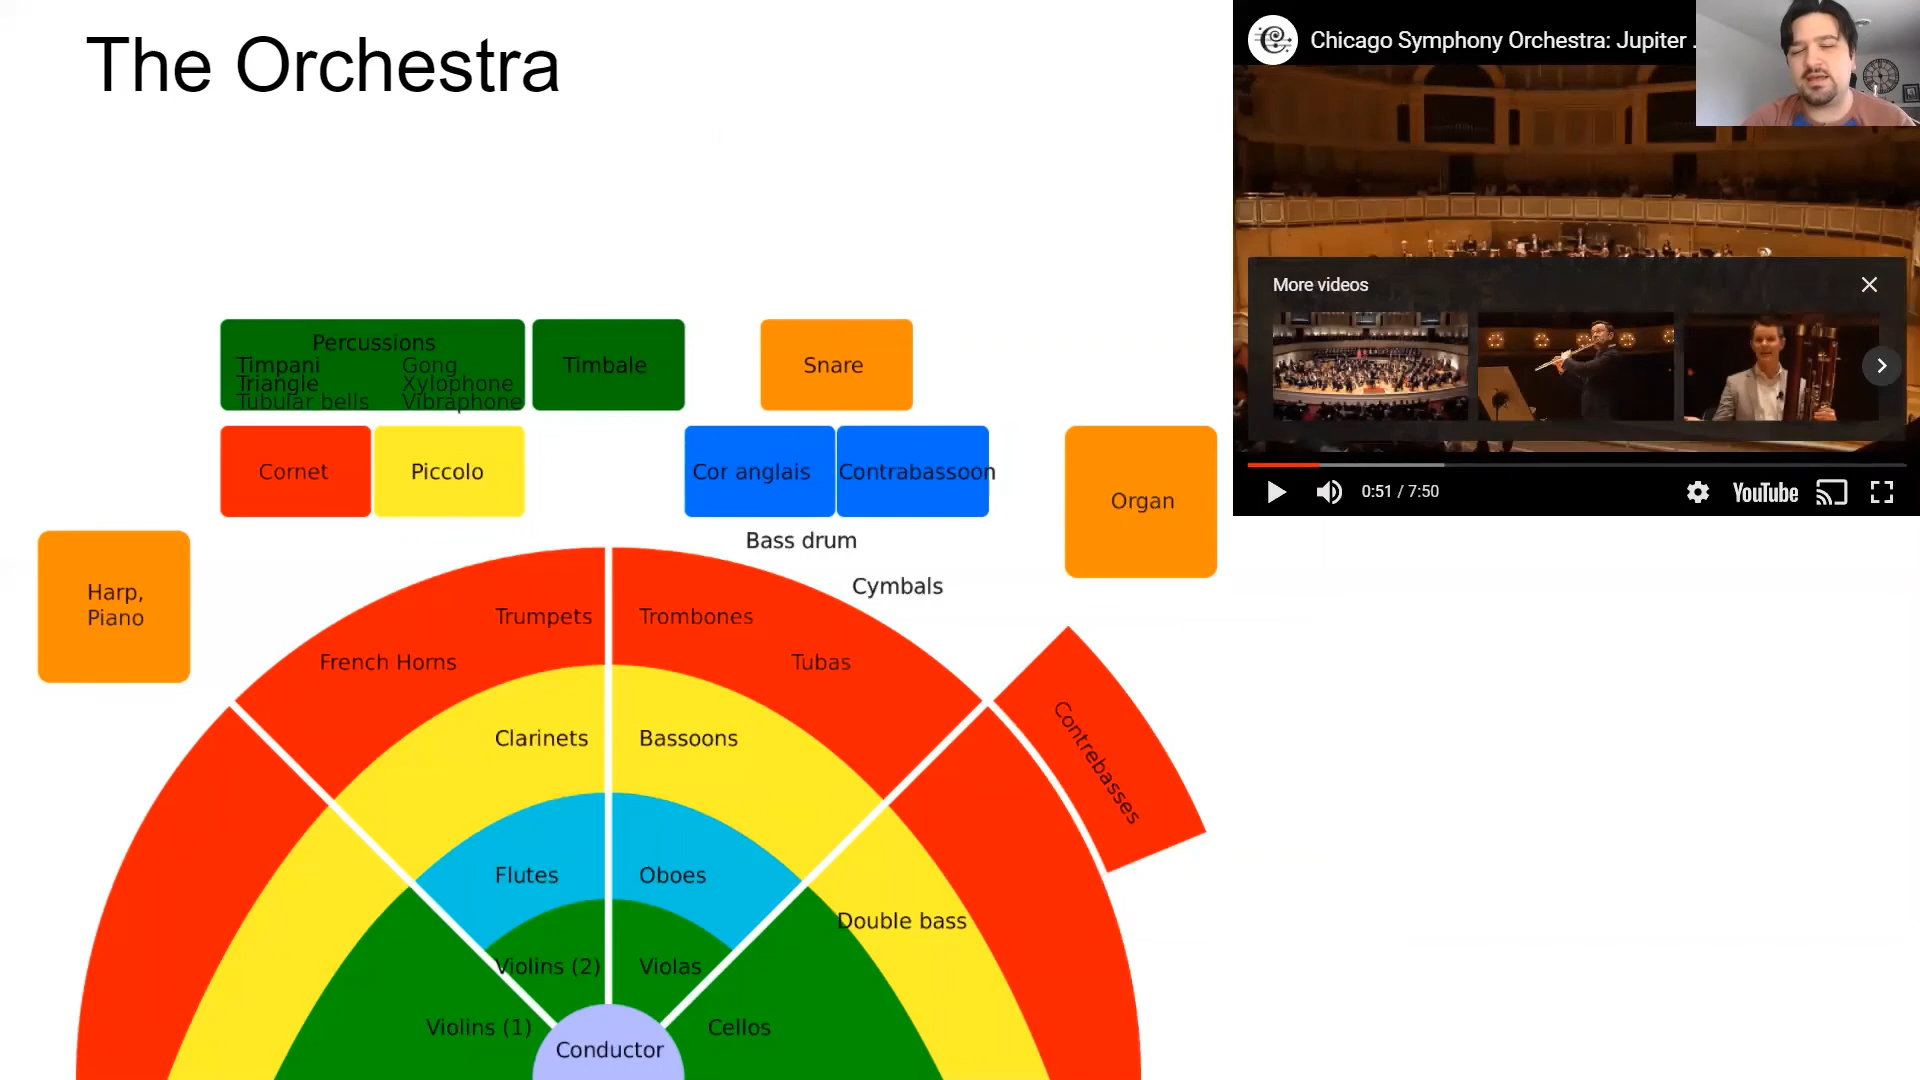 The Orchestra
Chicago Symphony Orchestra: Jupiter .
More videos
0:51 / 7:50
YouTube
Percussions
Timpani Gong
Triangle Xylophone
Tubular bells Vibraphone
Timbale
Snare
Cornet
Piccolo
Cor anglais
Contrabassoon
Organ
Harp,
Piano
Bass drum
Cymbals
Trumpets
Trombones
French Horns
Tubas
Contrebasses
Clarinets
Bassoons
Flutes
Oboes
Double bass
Violins (2)
Violas
Violins (1)
Cellos
Conductor